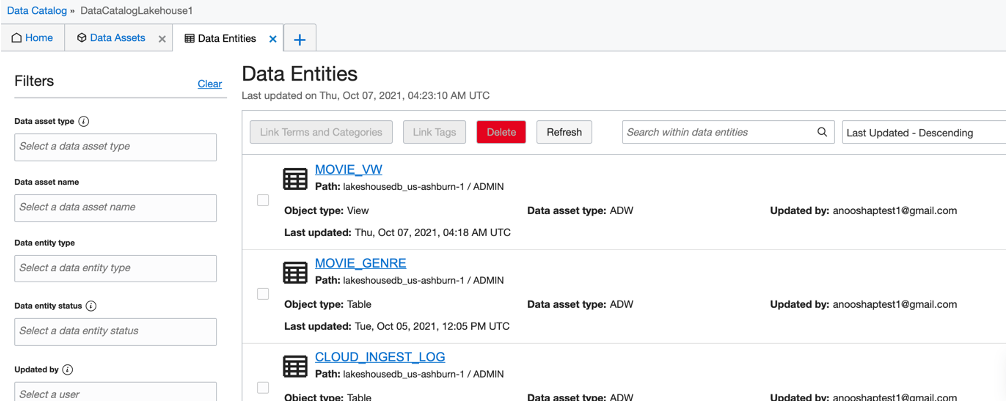 Data Catalog » DataCatalogLakehouse1
Home Data Assets Data Entities
Filters Clear
Data asset type
Select a data asset type
Data asset name
Select a data asset name
Data entity type
Select a data entity type
Data entity status
Select a data entity status
Updated by
Select a user
Data Entities
Last updated on Thu, Oct 07, 2021, 04:23:10 AM UTC
Link Terms and Categories Link Tags Delete Refresh Search within data entities Last Updated - Descending
MOVIE_VW
Path: lakeshousedb_us-ashburn-1 / ADMIN
Object type: View Data asset type: ADW Updated by: anooshaptest1@gmail.com
Last updated: Thu, Oct 07, 2021, 04:18 AM UTC
MOVIE_GENRE
Path: lakeshousedb_us-ashburn-1 / ADMIN
Object type: Table Data asset type: ADW Updated by: anooshaptest1@gmail.com
Last updated: Tue, Oct 05, 2021, 12:05 PM UTC
CLOUD_INGEST_LOG
Path: lakeshousedb_us-ashburn-1 / ADMIN
Object type: Table Data asset type: ADW Updated by: anooshaptest1@gmail.com